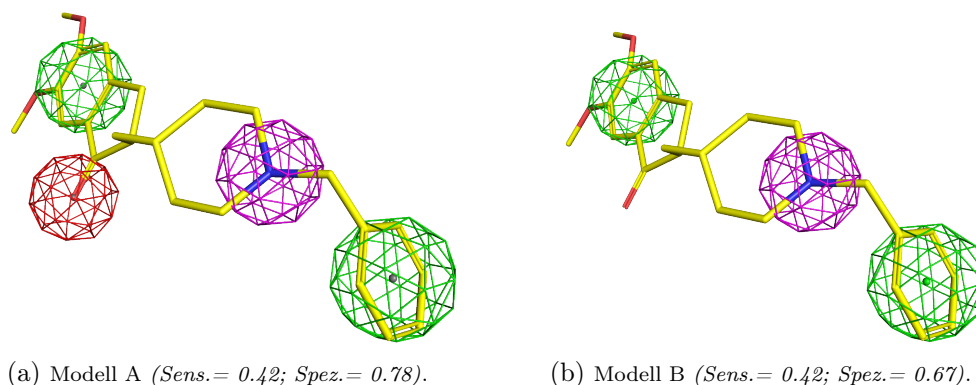 (a) Modell A (Sens.= 0.42; Spez.= 0.78).
(b) Modell B (Sens.= 0.42; Spez.= 0.67).